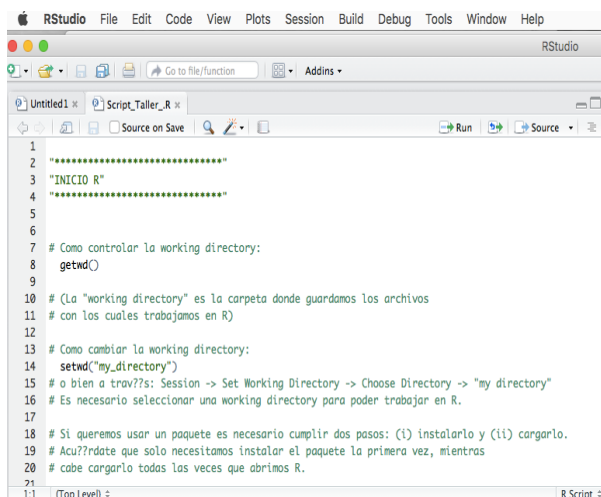 RStudio File Edit Code View Plots Session Build Debug Tools Window Help
RStudio
Go to file/function Addins
Untitled1 × Script_Taller_.R ×
Source on Save Run Source
1
2 "******************************"
3 "INICIO R"
4 "******************************"
5
6
7 # Como controlar la working directory:
8 getwd()
9
10 # (La "working directory" es la carpeta donde guardamos los archivos
11 # con los cuales trabajamos en R)
12
13 # Como cambiar la working directory:
14 setwd("my_directory")
15 # o bien a trav??s: Session -> Set Working Directory -> Choose Directory -> "my directory"
16 # Es necesario seleccionar una working directory para poder trabajar en R.
17
18 # Si queremos usar un paquete es necesario cumplir dos pasos: (i) instalarlo y (ii) cargarlo.
19 # Acu??rdate que solo necesitamos instalar el paquete la primera vez, mientras
20 # cabe cargarlo todas las veces que abrimos R.
21
1:1 (Top Level) R Script